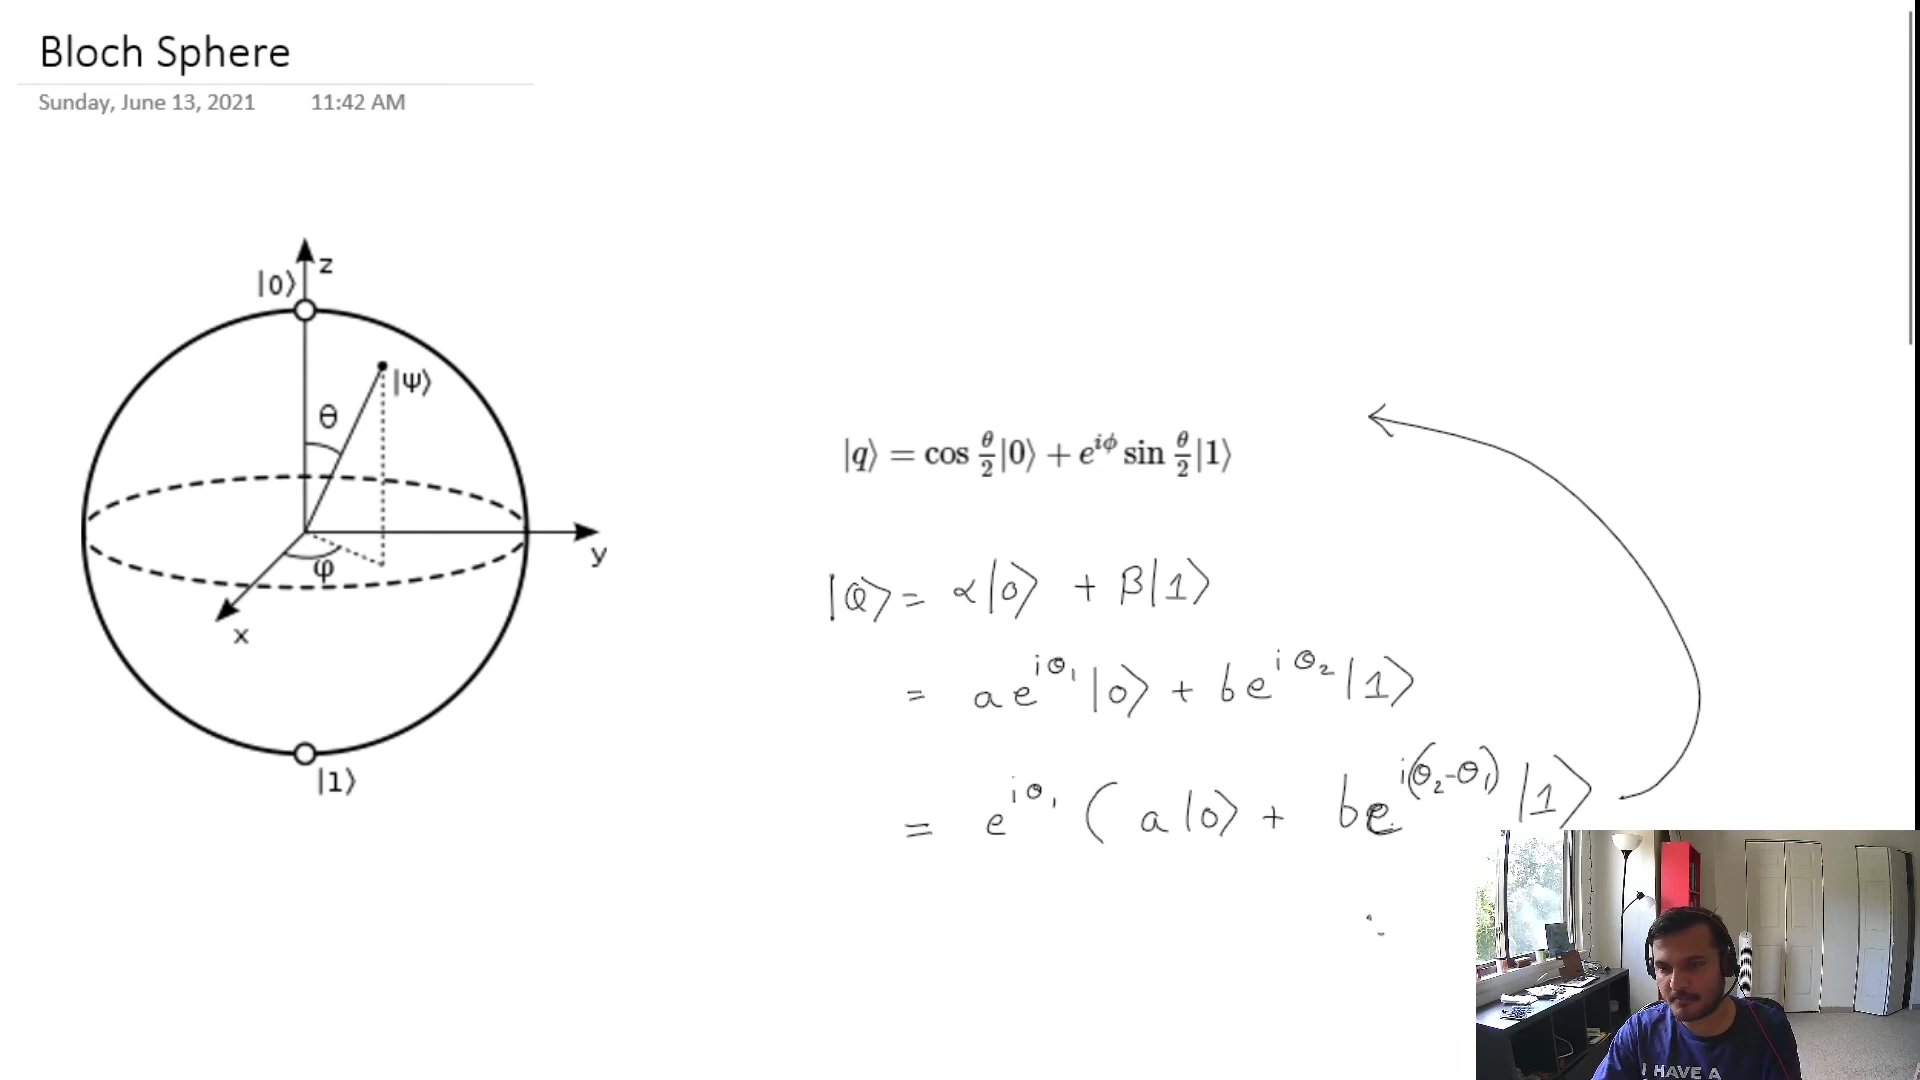 Bloch Sphere
Sunday, June 13, 2021 11:42 AM
z
|0⟩
|ψ⟩
θ
y
φ
x
|1⟩
|q⟩ = cos θ/2 |0⟩ + e^{iϕ} sin θ/2 |1⟩
|Q⟩ = α|0⟩ + β|1⟩
= ae^{iθ₁}|0⟩ + be^{iθ₂}|1⟩
= e^{iθ₁} ( a|0⟩ + be^{i(θ₂-θ₁)}|1⟩
I HAVE A